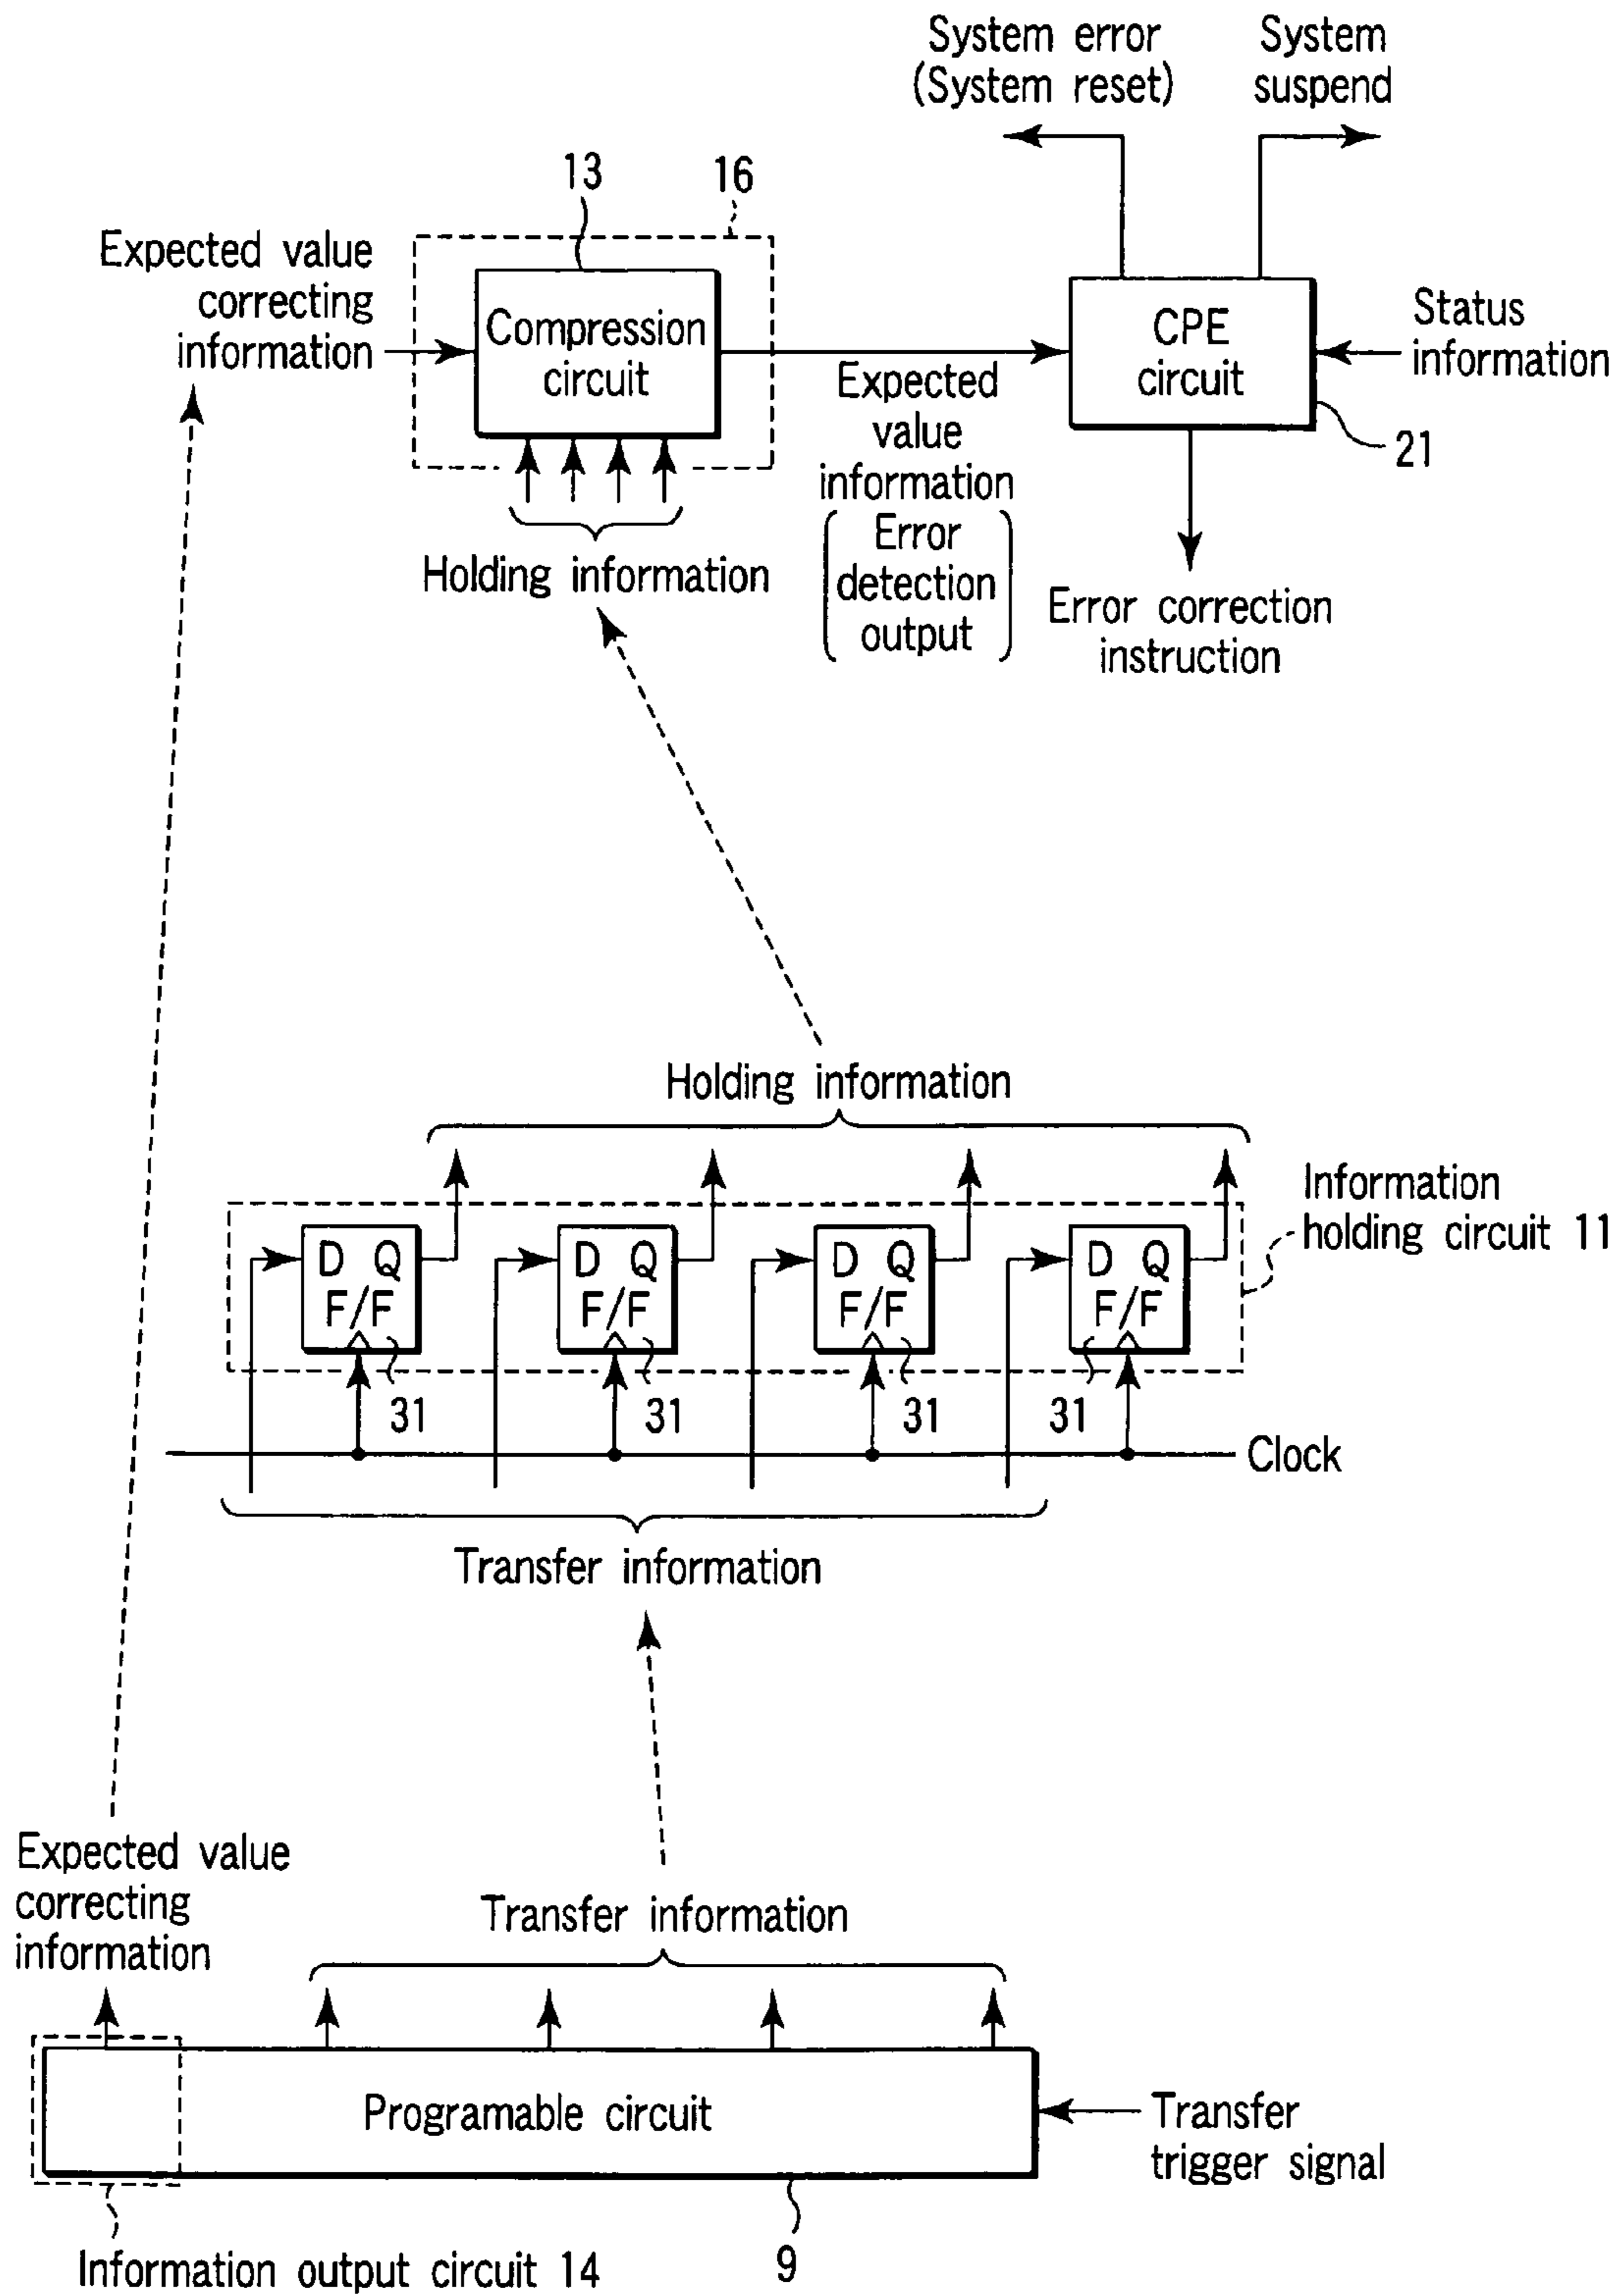 System error
(System reset)
System
suspend
13
16
Expected value
correcting
information
Compression
circuit
CPE
circuit
Status
information
21
Expected
value
information
Error
detection
output
Holding information
Error correction
instruction
Holding information
Information
holding circuit 11
D Q
F/F
D Q
F/F
D Q
F/F
D Q
F/F
31
31
31
31
Clock
Transfer information
Expected value
correcting
information
Transfer information
Programable circuit
Transfer
trigger signal
Information output circuit 14
9